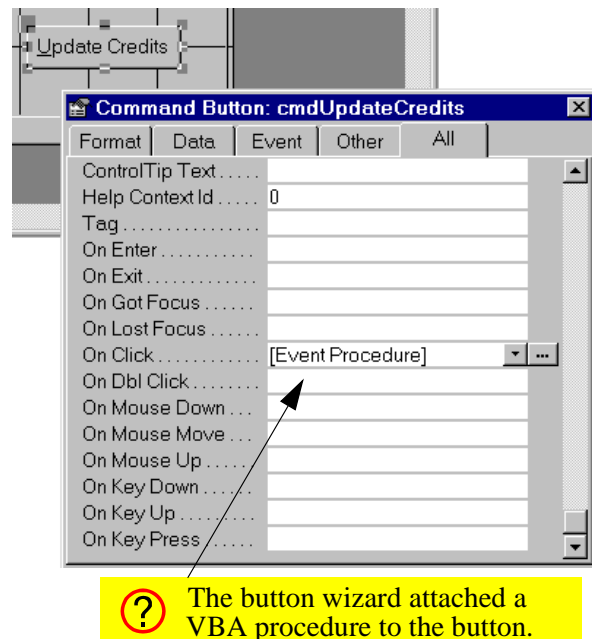 Update Credits
Command Button: cmdUpdateCredits
Format Data Event Other All
ControlTip Text.....
Help Context Id..... 0
Tag................
On Enter...........
On Exit.............
On Got Focus......
On Lost Focus......
On Click............ [Event Procedure] ...
On Dbl Click........
On Mouse Down...
On Mouse Move...
On Mouse Up......
On Key Down......
On Key Up.........
On Key Press......
? The button wizard attached a
VBA procedure to the button.